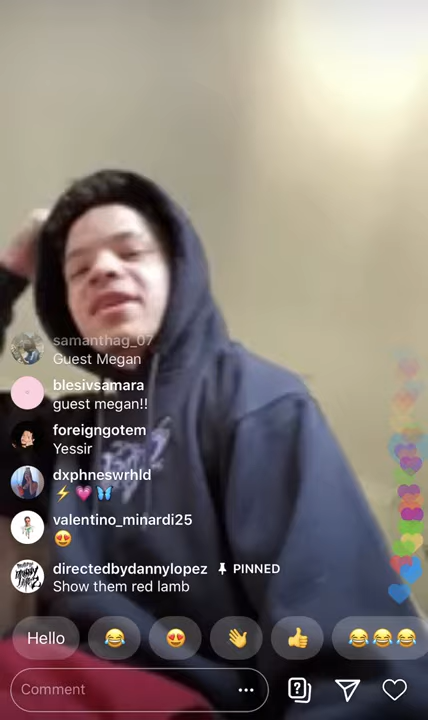 samanthag_07
Guest Megan
blesivsamara
guest megan!!
foreigngotem
Yessir
dxphneswrhld
⚡💗🦋
valentino_minardi25
😍
directedbydannylopez PINNED
Show them red lamb
Hello 😂 😍 👋 👍 😂😂😂
Comment